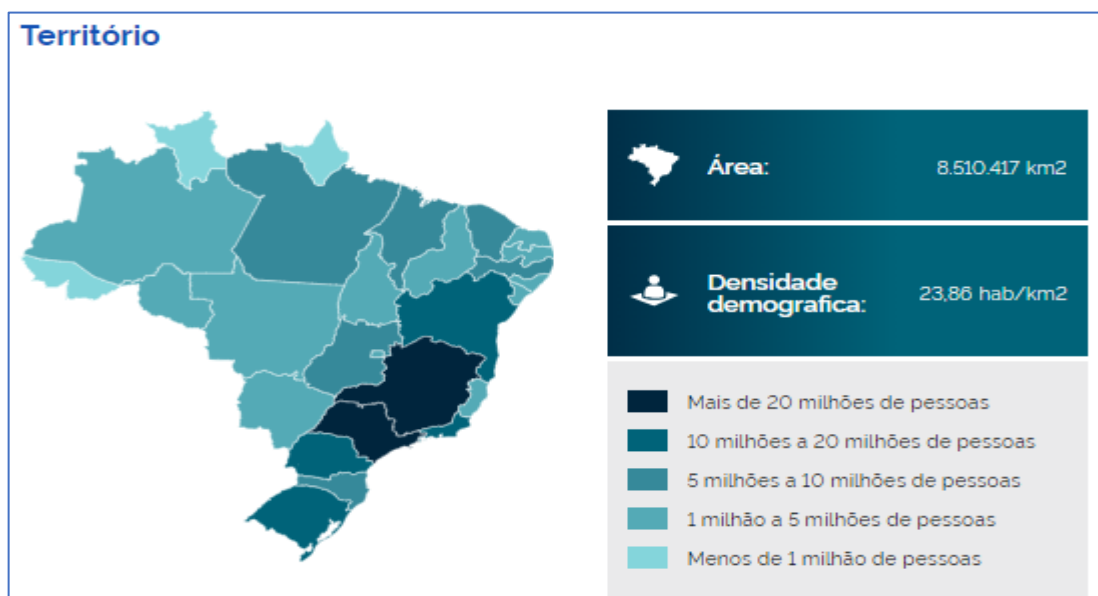 Território
Área:
8.510.417 km2
Densidade
demografica:
23,86 hab/km2
Mais de 20 milhões de pessoas
10 milhões a 20 milhões de pessoas
5 milhões a 10 milhões de pessoas
1 milhão a 5 milhões de pessoas
Menos de 1 milhão de pessoas